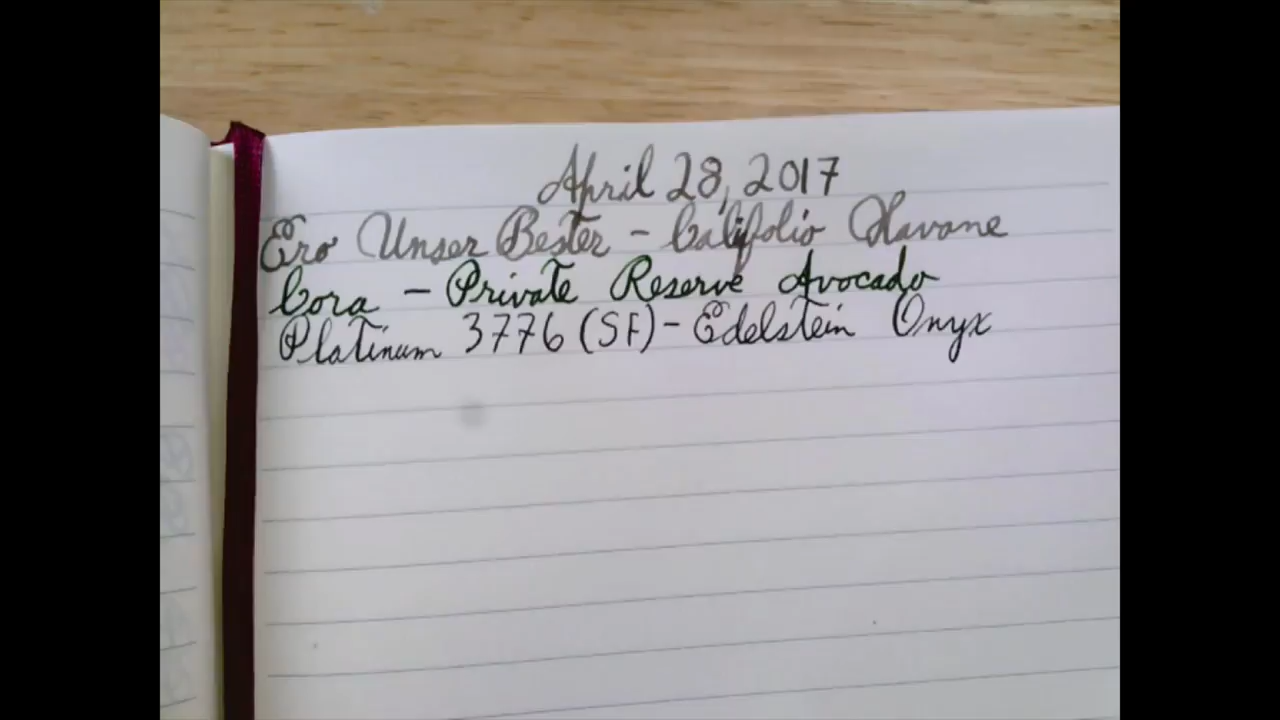 April 28, 2017
Ero Unser Bester - Califolio Havane
Cora - Private Reserve Avocado
Platinum 3776 (SF) - Edelstein Onyx